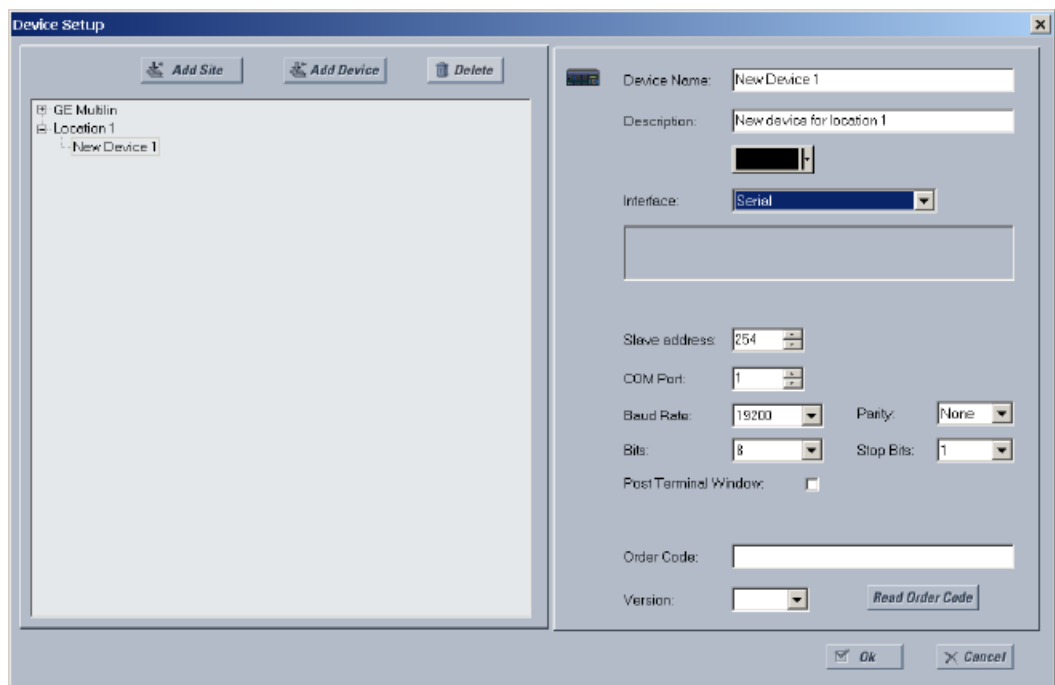 Device Setup
Add Site
Add Device
Delete
GE Multilin
Location 1
New Device 1
Device Name: New Device 1
Description: New device for location 1
Interface: Serial
Slave address: 254
COM Port: 1
Baud Rate: 19200 Parity: None
Bits: 8 Stop Bits: 1
Post Terminal Window:
Order Code:
Version: Read Order Code
Ok Cancel